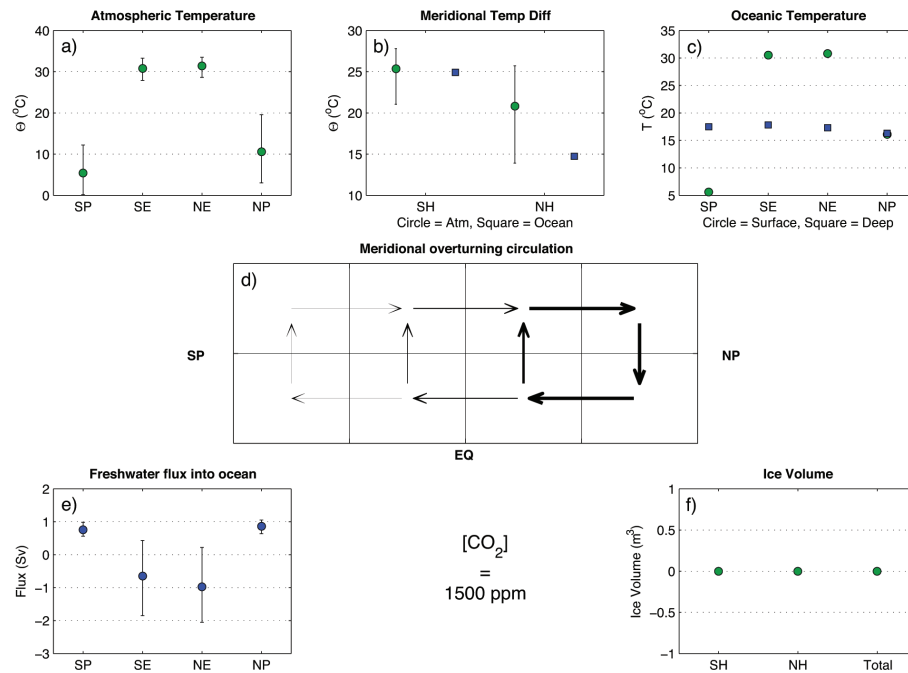 Atmospheric Temperature
a)
Θ (°C)
40
30
20
10
0
SP SE NE NP
Meridional Temp Diff
b)
Θ (°C)
30
25
20
15
10
SH NH
Circle = Atm, Square = Ocean
Oceanic Temperature
c)
T (°C)
35
30
25
20
15
10
5
SP SE NE NP
Circle = Surface, Square = Deep
Meridional overturning circulation
d)
SP
NP
EQ
Freshwater flux into ocean
e)
Flux (Sv)
2
1
0
−1
−2
−3
SP SE NE NP
[CO₂]
=
1500 ppm
Ice Volume
f)
Ice Volume (m³)
1
0.5
0
−0.5
−1
SH NH Total